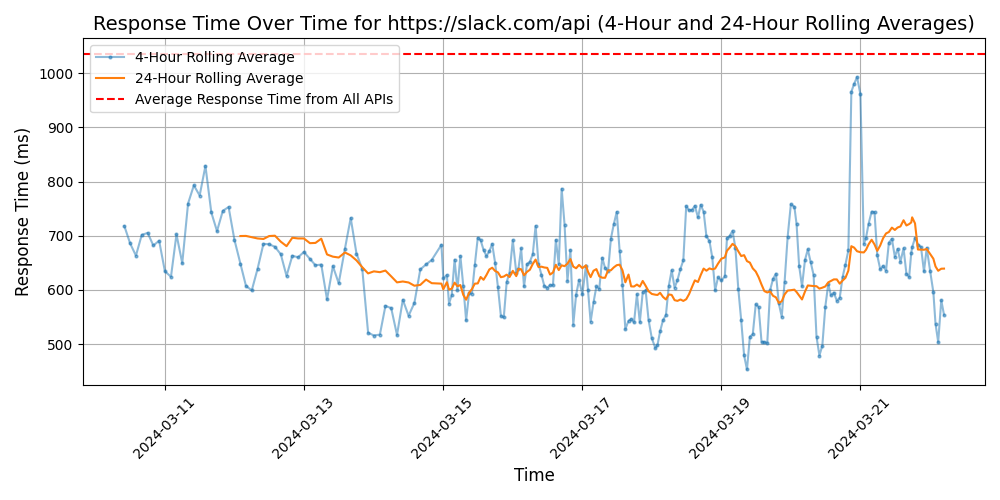 Response Time Over Time for https://slack.com/api (4-Hour and 24-Hour Rolling Averages)
4-Hour Rolling Average
24-Hour Rolling Average
Average Response Time from All APIs
Response Time (ms)
1000
900
800
700
600
500
2024-03-11
2024-03-13
2024-03-15
2024-03-17
2024-03-19
2024-03-21
Time